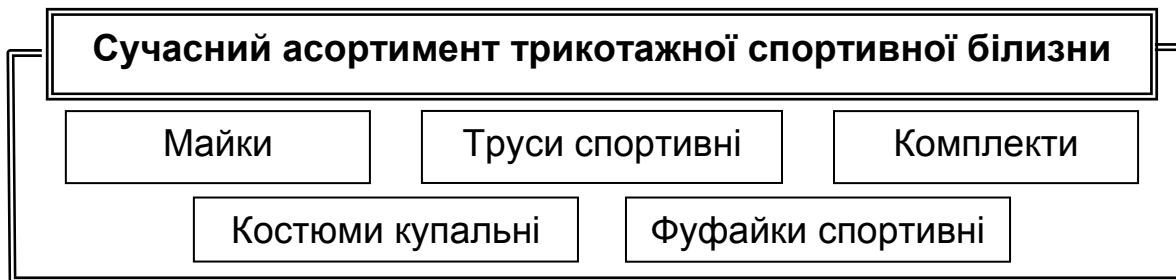 Сучасний асортимент трикотажної спортивної білизни
Майки
Труси спортивні
Комплекти
Костюми купальні
Фуфайки спортивні